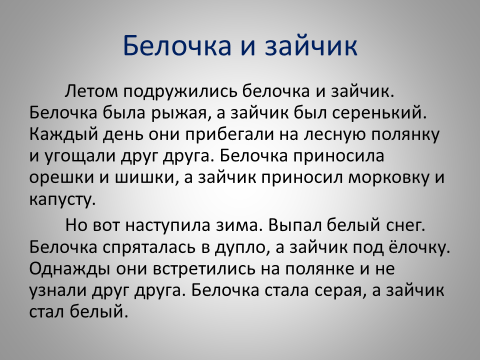 Белочка и зайчик
Летом подружились белочка и зайчик.
Белочка была рыжая, а зайчик был серенький.
Каждый день они прибегали на лесную полянку
и угощали друг друга. Белочка приносила
орешки и шишки, а зайчик приносил морковку и
капусту.
Но вот наступила зима. Выпал белый снег.
Белочка спряталась в дупло, а зайчик под ёлочку.
Однажды они встретились на полянке и не
узнали друг друга. Белочка стала серая, а зайчик
стал белый.